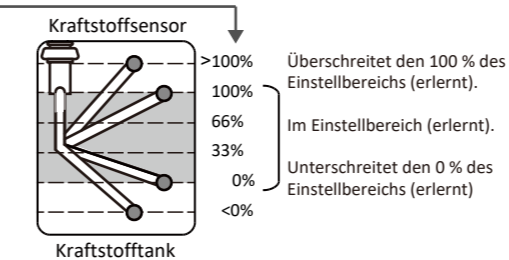 Kraftstoffsensor
>100%
100%
66%
33%
0%
<0%
Überschreitet den 100 % des
Einstellbereichs (erlernt).
Im Einstellbereich (erlernt).
Unterschreitet den 0 % des
Einstellbereichs (erlernt)
Kraftstofftank